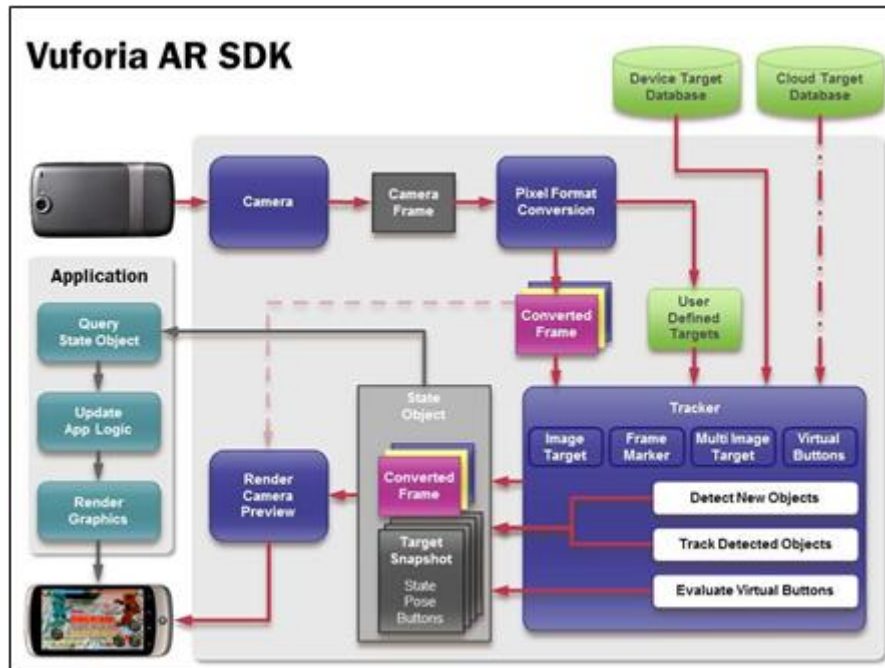 Vuforia AR SDK
Device Target
Database
Cloud Target
Database
Camera
Camera
Frame
Pixel Format
Conversion
Application
Query
State Object
Update
App Logic
Render
Graphics
Converted
Frame
User
Defined
Targets
State
Object
Converted
Frame
Target
Snapshot
State
Pose
Buttons
Render
Camera
Preview
Tracker
Image
Target
Frame
Marker
Multi Image
Target
Virtual
Buttons
Detect New Objects
Track Detected Objects
Evaluate Virtual Buttons